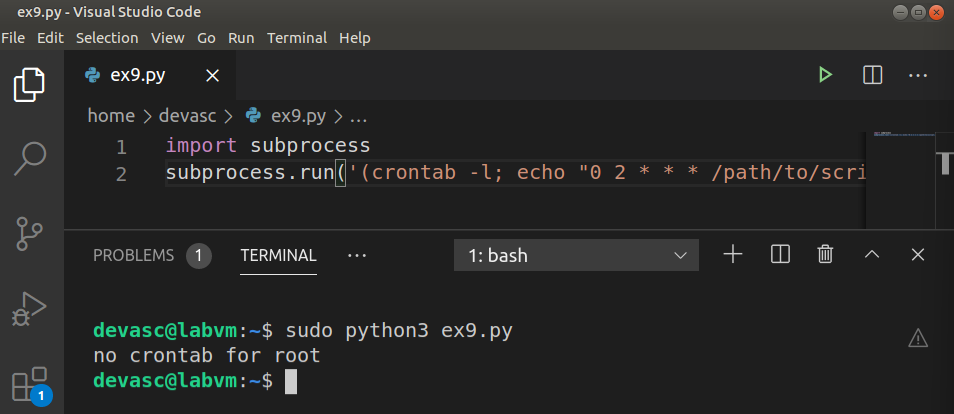 ex9.py - Visual Studio Code
File Edit Selection View Go Run Terminal Help
ex9.py
home > devasc > ex9.py > ...
1 import subprocess
2 subprocess.run('(crontab -l; echo "0 2 * * * /path/to/scri
PROBLEMS 1 TERMINAL ... 1: bash
devasc@labvm:~$ sudo python3 ex9.py
no crontab for root
devasc@labvm:~$
1